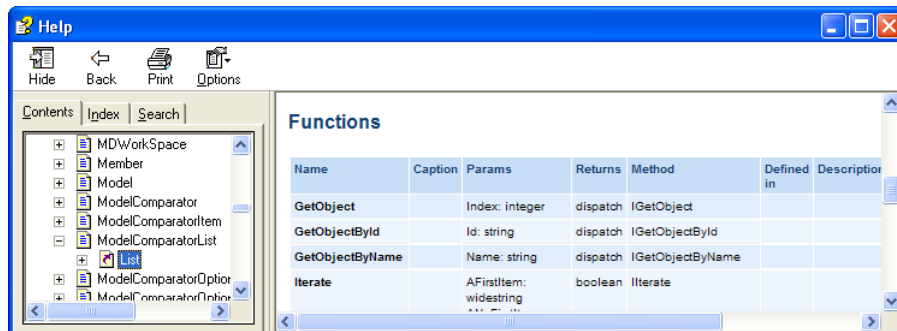 Help
Hide Back Print Options
Contents Index Search
MDWorkSpace
Member
Model
ModelComparator
ModelComparatorItem
ModelComparatorList
List
ModelComparatorOption
ModelComparatorOption
Functions
Name Caption Params Returns Method Defined in Description
GetObject Index: integer dispatch IGetObject
GetObjectById Id: string dispatch IGetObjectById
GetObjectByName Name: string dispatch IGetObjectByName
Iterate AFirstItem: boolean IIterate
widestring